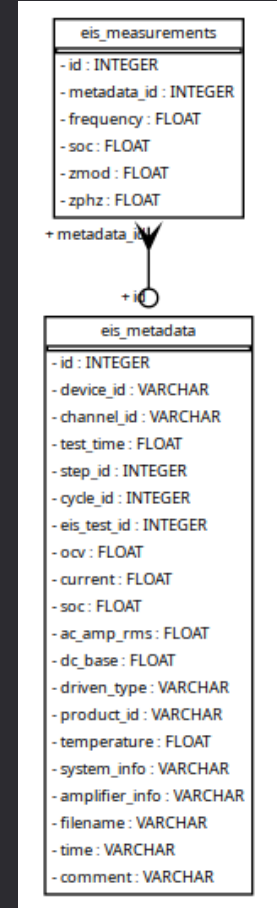 eis_measurements
- id : INTEGER
- metadata_id : INTEGER
- frequency : FLOAT
- soc : FLOAT
- zmod : FLOAT
- zphz : FLOAT
+ metadata_id
+ id
eis_metadata
- id : INTEGER
- device_id : VARCHAR
- channel_id : VARCHAR
- test_time : FLOAT
- step_id : INTEGER
- cycle_id : INTEGER
- eis_test_id : INTEGER
- ocv : FLOAT
- current : FLOAT
- soc : FLOAT
- ac_amp_rms : FLOAT
- dc_base : FLOAT
- driven_type : VARCHAR
- product_id : VARCHAR
- temperature : FLOAT
- system_info : VARCHAR
- amplifier_info : VARCHAR
- filename : VARCHAR
- time : VARCHAR
- comment : VARCHAR